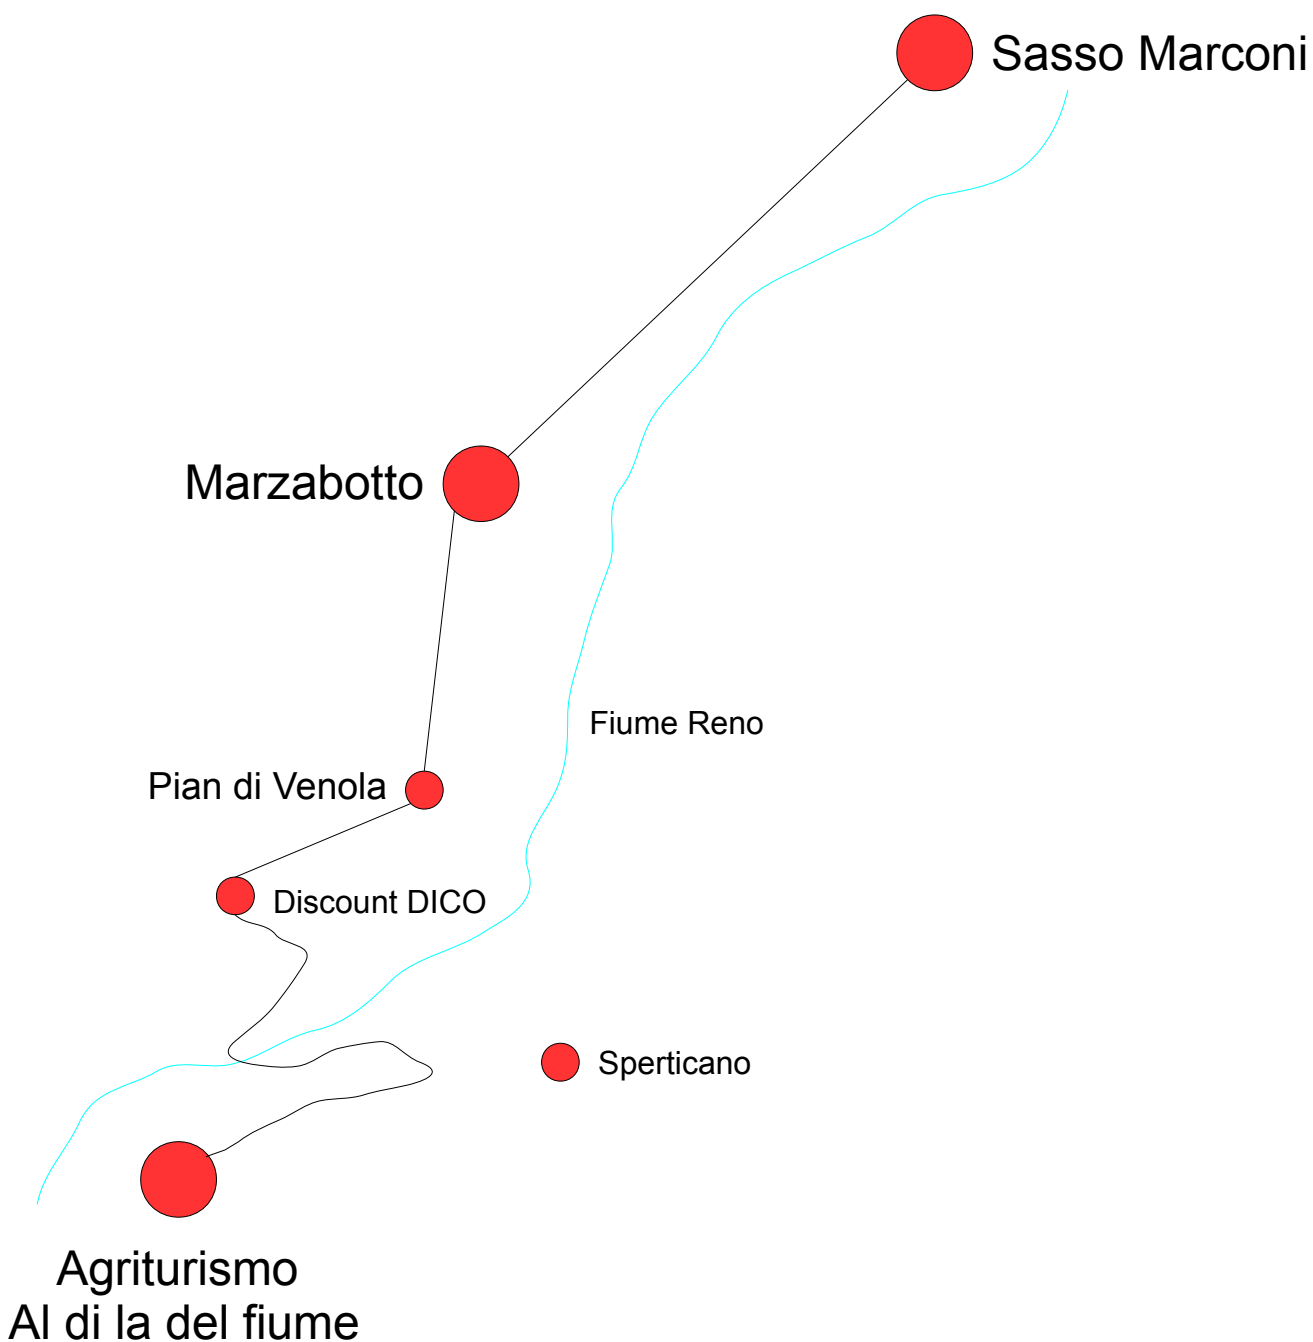 Sasso Marconi
Marzabotto
Fiume Reno
Pian di Venola
Discount DICO
Sperticano
Agriturismo
Al di la del fiume